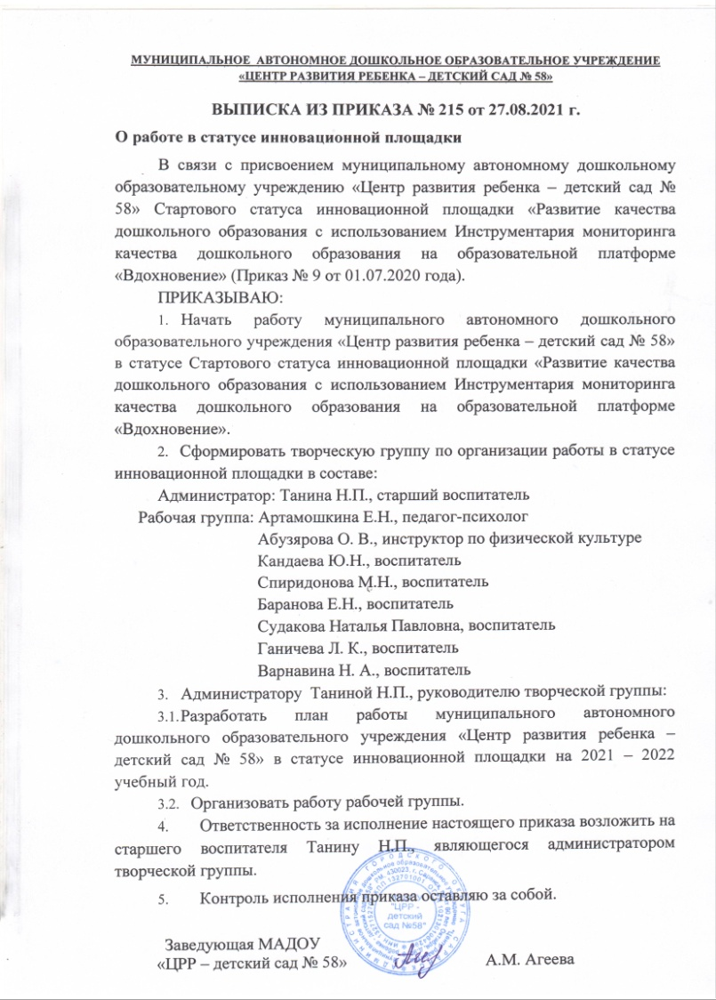 МУНИЦИПАЛЬНОЕ АВТОНОМНОЕ ДОШКОЛЬНОЕ ОБРАЗОВАТЕЛЬНОЕ УЧРЕЖДЕНИЕ
«ЦЕНТР РАЗВИТИЯ РЕБЕНКА – ДЕТСКИЙ САД № 58»
ВЫПИСКА ИЗ ПРИКАЗА № 215 от 27.08.2021 г.
О работе в статусе инновационной площадки
В связи с присвоением муниципальному автономному дошкольному
образовательному учреждению «Центр развития ребенка – детский сад №
58» Стартового статуса инновационной площадки «Развитие качества
дошкольного образования с использованием Инструментария мониторинга
качества дошкольного образования на образовательной платформе
«Вдохновение» (Приказ № 9 от 01.07.2020 года).
ПРИКАЗЫВАЮ:
1. Начать работу муниципального автономного дошкольного
образовательного учреждения «Центр развития ребенка – детский сад № 58»
в статусе Стартового статуса инновационной площадки «Развитие качества
дошкольного образования с использованием Инструментария мониторинга
качества дошкольного образования на образовательной платформе
«Вдохновение».
2. Сформировать творческую группу по организации работы в статусе
инновационной площадки в составе:
Администратор: Танина Н.П., старший воспитатель
Рабочая группа: Артамошкина Е.Н., педагог-психолог
Абузярова О. В., инструктор по физической культуре
Кандаева Ю.Н., воспитатель
Спиридонова М.Н., воспитатель
Баранова Е.Н., воспитатель
Судакова Наталья Павловна, воспитатель
Ганичева Л. К., воспитатель
Варнавина Н. А., воспитатель
3. Администратору Таниной Н.П., руководителю творческой группы:
3.1.Разработать план работы муниципального автономного
дошкольного образовательного учреждения «Центр развития ребенка –
детский сад № 58» в статусе инновационной площадки на 2021 – 2022
учебный год.
3.2. Организовать работу рабочей группы.
4. Ответственность за исполнение настоящего приказа возложить на
старшего воспитателя Танину Н.П., являющегося администратором
творческой группы.
5. Контроль исполнения приказа оставляю за собой.
"ЦРР -
детский
сад №58"
Заведующая МАДОУ
«ЦРР – детский сад № 58» А.М. Агеева